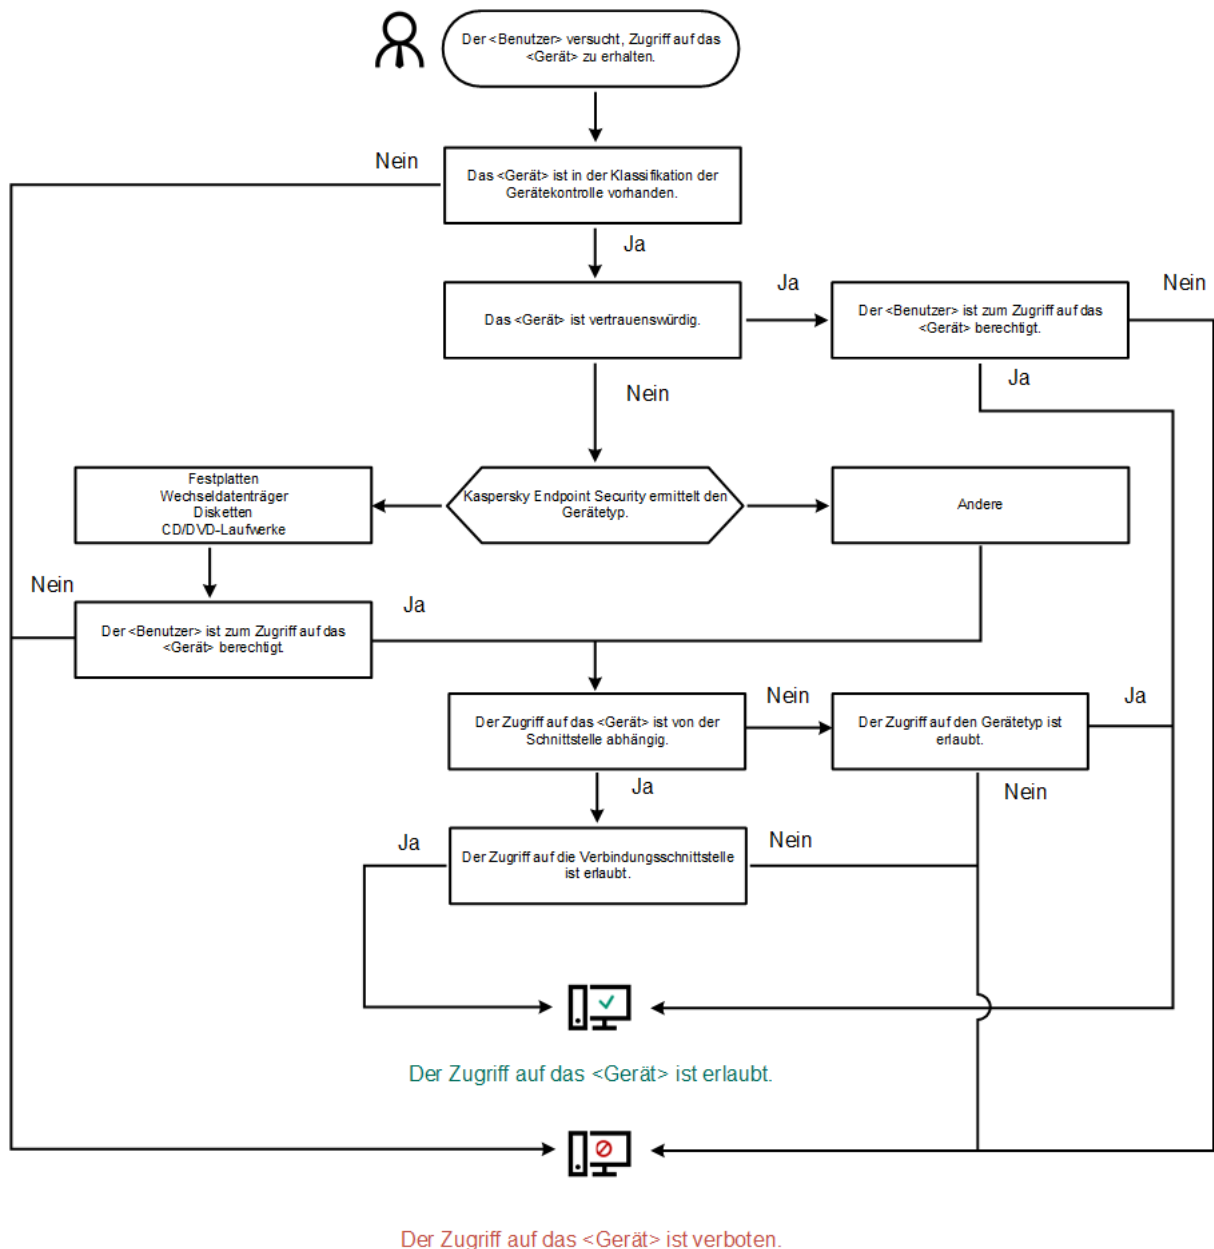 Der <Benutzer> versucht, Zugriff auf das
<Gerät> zu erhalten.
Nein
Das <Gerät> ist in der Klassifikation der
Gerätekontrolle vorhanden.
Ja
Ja
Nein
Das <Gerät> ist vertrauenswürdig.
Der <Benutzer> ist zum Zugriff auf das
<Gerät> berechtigt.
Nein
Ja
Festplatten
Wechseldatenträger
Disketten
CD/DVD-Laufwerke
Kaspersky Endpoint Security ermittelt den
Gerätetyp.
Andere
Nein
Ja
Der <Benutzer> ist zum Zugriff auf das
<Gerät> berechtigt.
Der Zugriff auf das <Gerät> ist von der
Schnittstelle abhängig.
Nein
Der Zugriff auf den Gerätetyp ist
erlaubt.
Ja
Ja
Nein
Ja
Der Zugriff auf die Verbindungsschnittstelle
ist erlaubt.
Nein
Der Zugriff auf das <Gerät> ist erlaubt.
Der Zugriff auf das <Gerät> ist verboten.